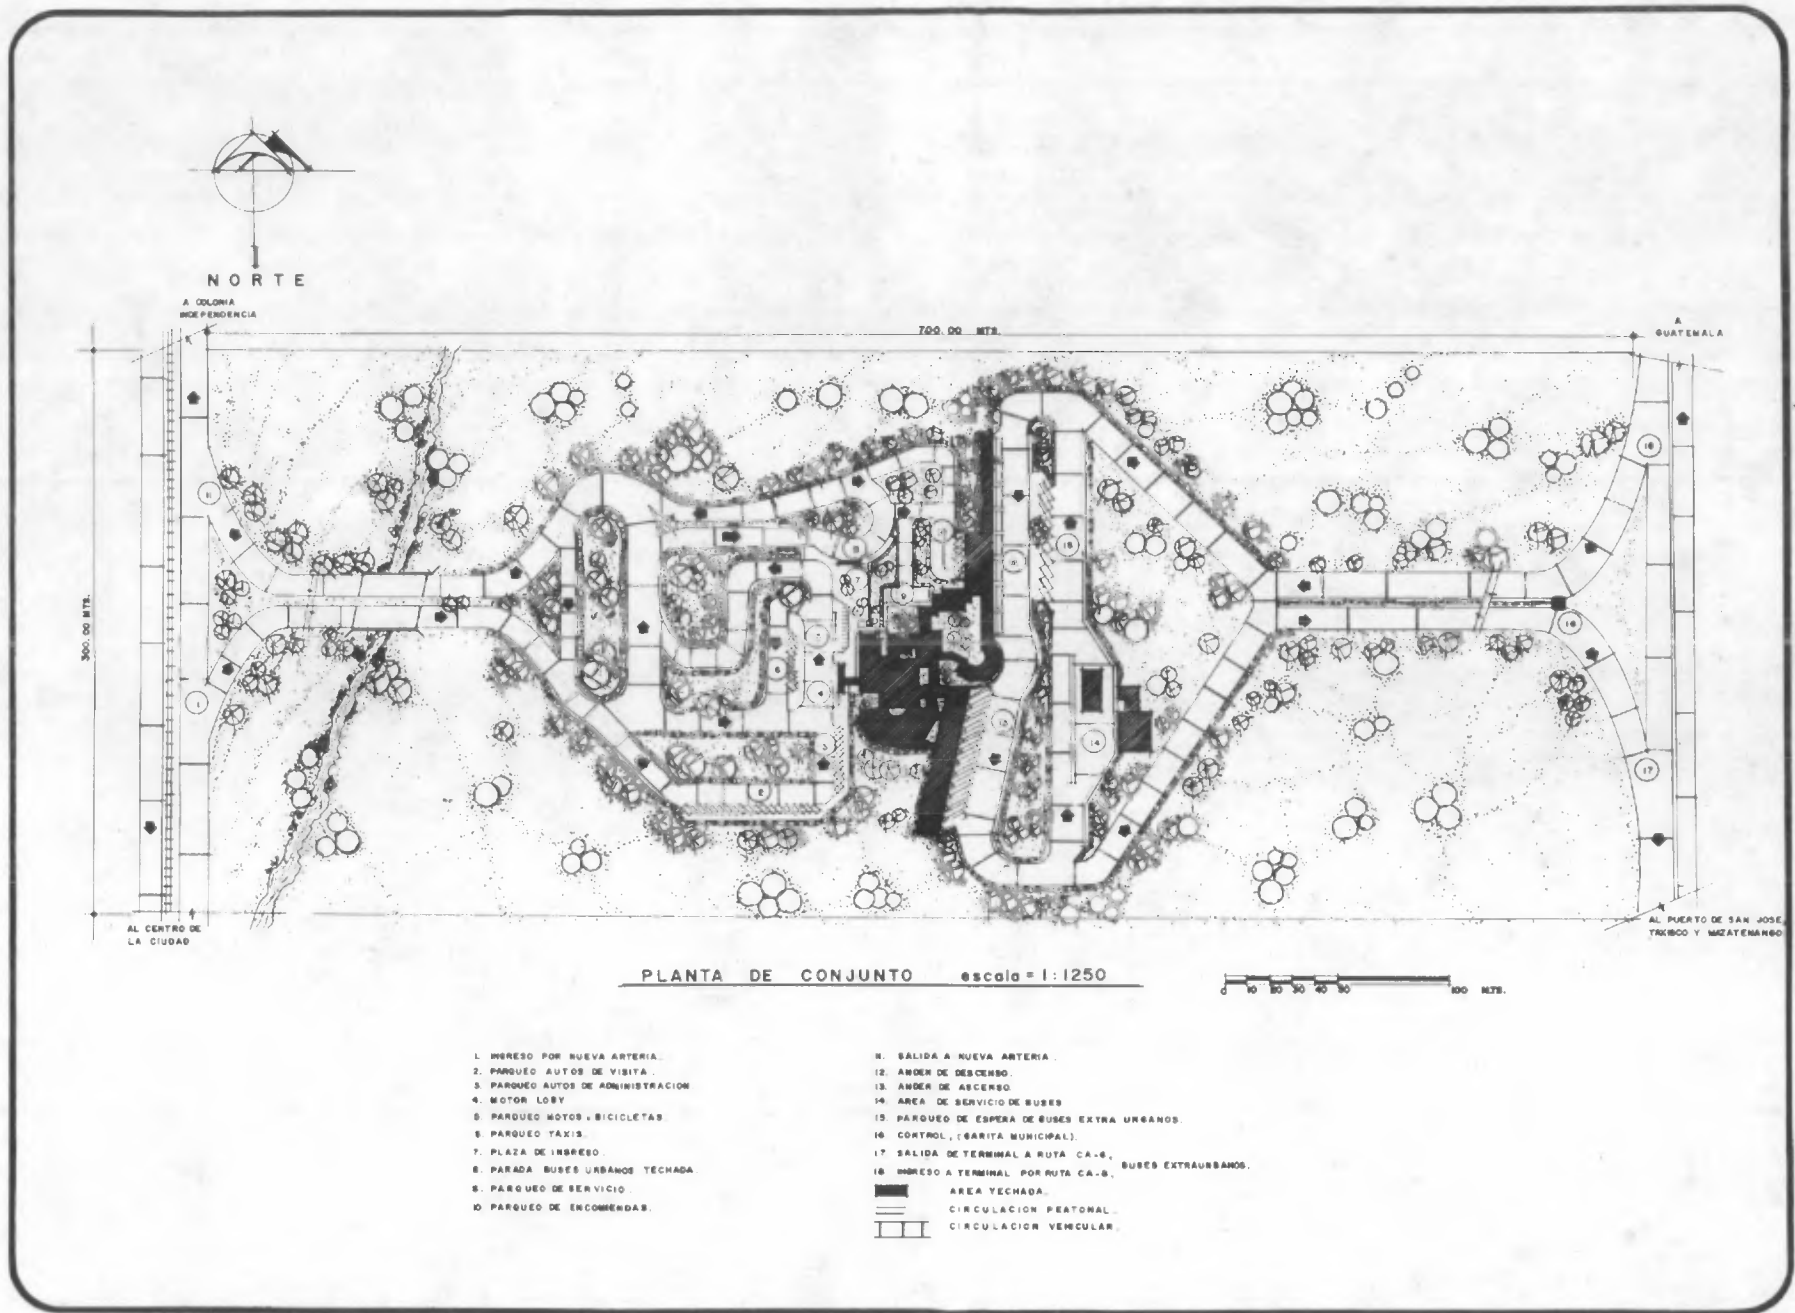 NORTE
A COLONIA
INDEPENDENCIA
700.00 MTS.
A
GUATEMALA
300.00 MTS.
AL CENTRO DE
LA CIUDAD
AL PUERTO DE SAN JOSE,
TAXISCO Y MAZATENANGO
PLANTA DE CONJUNTO escala = 1:1250
0 10 20 30 40 50 100 MTS.
1. INGRESO POR NUEVA ARTERIA.
2. PARQUEO AUTOS DE VISITA.
3. PARQUEO AUTOS DE ADMINISTRACION
4. MOTOR LOBY
5. PARQUEO MOTOS y BICICLETAS.
6. PARQUEO TAXIS.
7. PLAZA DE INGRESO.
8. PARADA BUSES URBANOS TECHADA.
9. PARQUEO DE SERVICIO.
10 PARQUEO DE ENCOMIENDAS.
11. SALIDA A NUEVA ARTERIA.
12. ANDEN DE DESCENSO.
13. ANDEN DE ASCENSO.
14. AREA DE SERVICIO DE BUSES
15. PARQUEO DE ESPERA DE BUSES EXTRA URBANOS.
16 CONTROL, (GARITA MUNICIPAL).
17 SALIDA DE TERMINAL A RUTA CA-9,
18 INGRESO A TERMINAL POR RUTA CA-9, BUSES EXTRAURBANOS.
AREA TECHADA.
CIRCULACION PEATONAL.
CIRCULACION VEHICULAR.